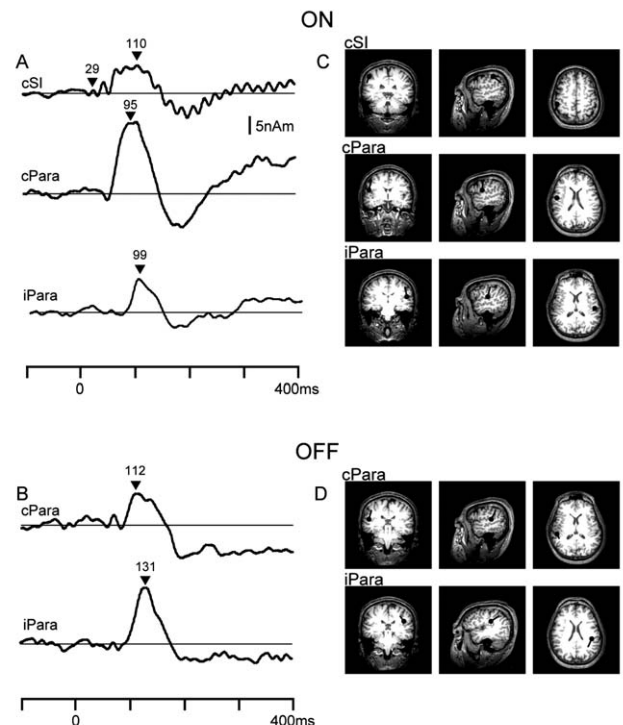 ON
A
110
29
cSI
95
5nAm
cPara
99
iPara
0
400ms
C
cSI
cPara
iPara
OFF
B
112
cPara
131
iPara
0
400ms
D
cPara
iPara